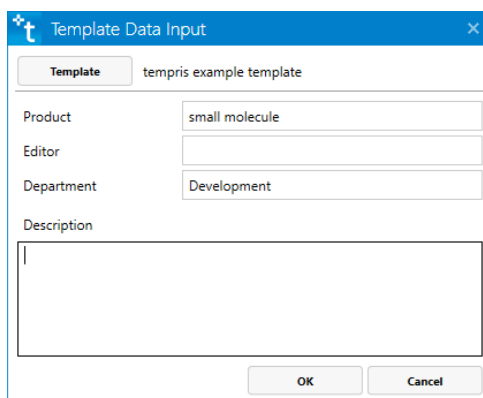 Template Data Input
Template tempris example template
Product small molecule
Editor
Department Development
Description
OK Cancel